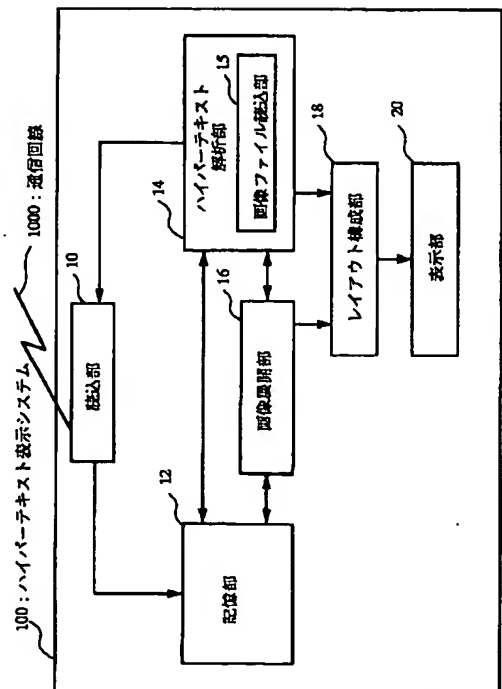 100：ハイパーテキスト表示システム
1000：通信回線
10
読込部
12
記憶部
14
ハイパーテキスト
解析部
15
画像ファイル読込部
16
画像展開部
18
レイアウト構成部
20
表示部